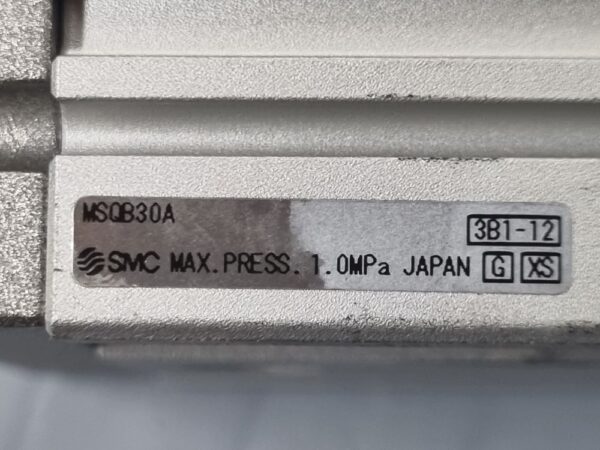 MSQB30A
3B1-12
SMC MAX.PRESS. 1.0MPa JAPAN G XS